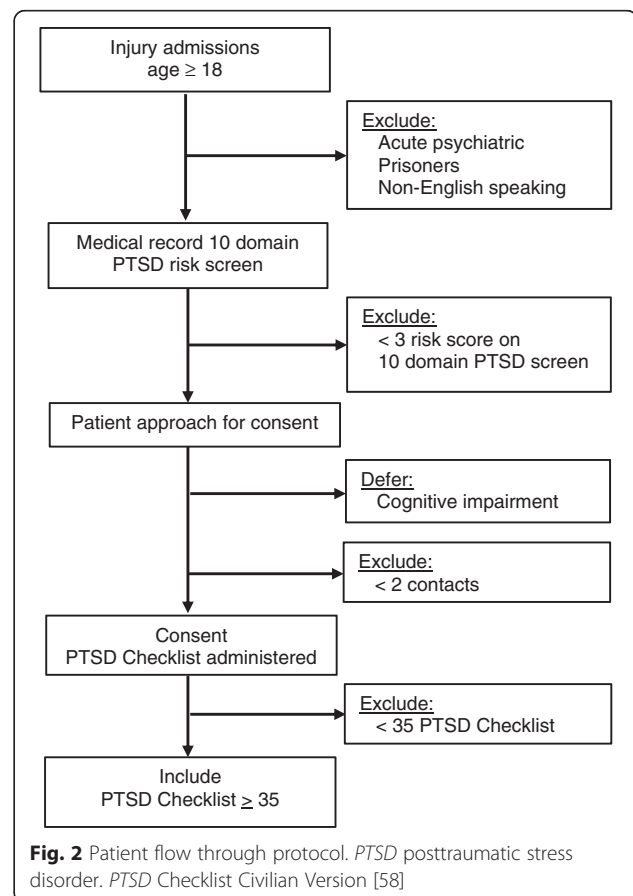 Injury admissions
age ≥ 18
Exclude:
Acute psychiatric
Prisoners
Non-English speaking
Medical record 10 domain
PTSD risk screen
Exclude:
< 3 risk score on
10 domain PTSD screen
Patient approach for consent
Defer:
Cognitive impairment
Exclude:
< 2 contacts
Consent
PTSD Checklist administered
Exclude:
< 35 PTSD Checklist
Include
PTSD Checklist ≥ 35
Fig. 2 Patient flow through protocol. PTSD posttraumatic stress
disorder. PTSD Checklist Civilian Version [58]